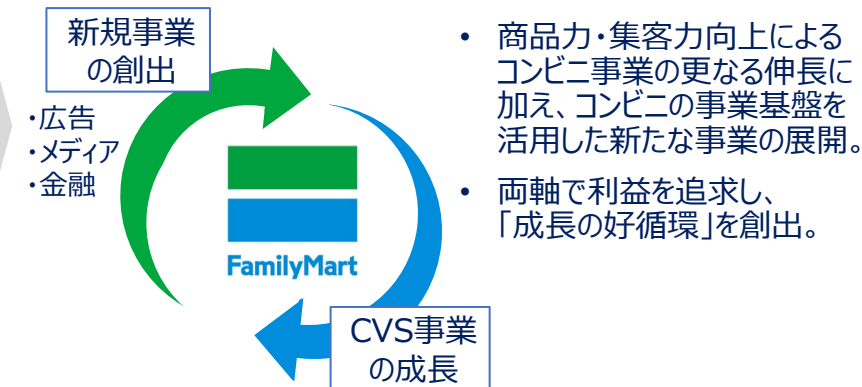 新規事業
の創出
・広告
・メディア
・金融
FamilyMart
CVS事業
の成長
• 商品力・集客力向上による
コンビニ事業の更なる伸長に
加え、コンビニの事業基盤を
活用した新たな事業の展開。
• 両軸で利益を追求し、
「成長の好循環」を創出。